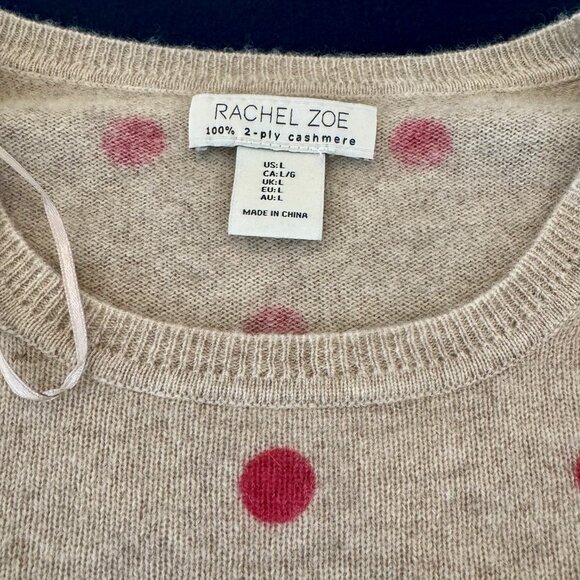 RACHEL ZOE
100% 2-ply cashmere
US: L
CA: L/G
UK: L
EU: L
AU: L
MADE IN CHINA